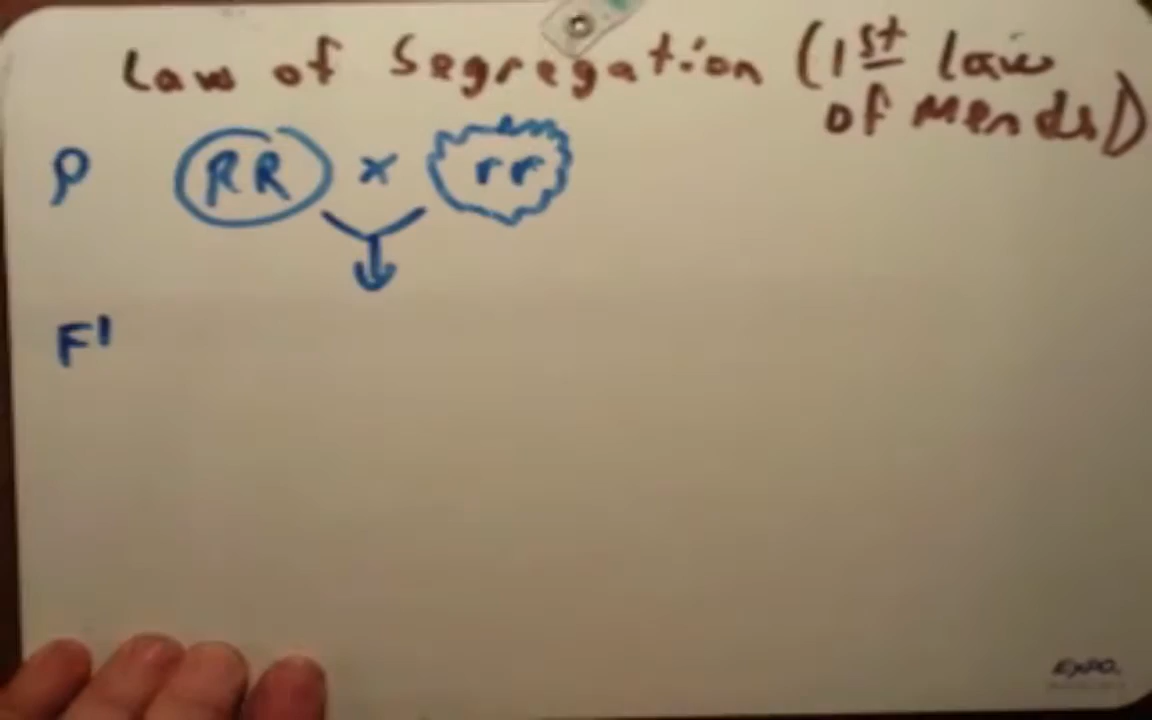 Law of Segregation (1st law
of Mendel)
P RR x rr
F1
EXPO